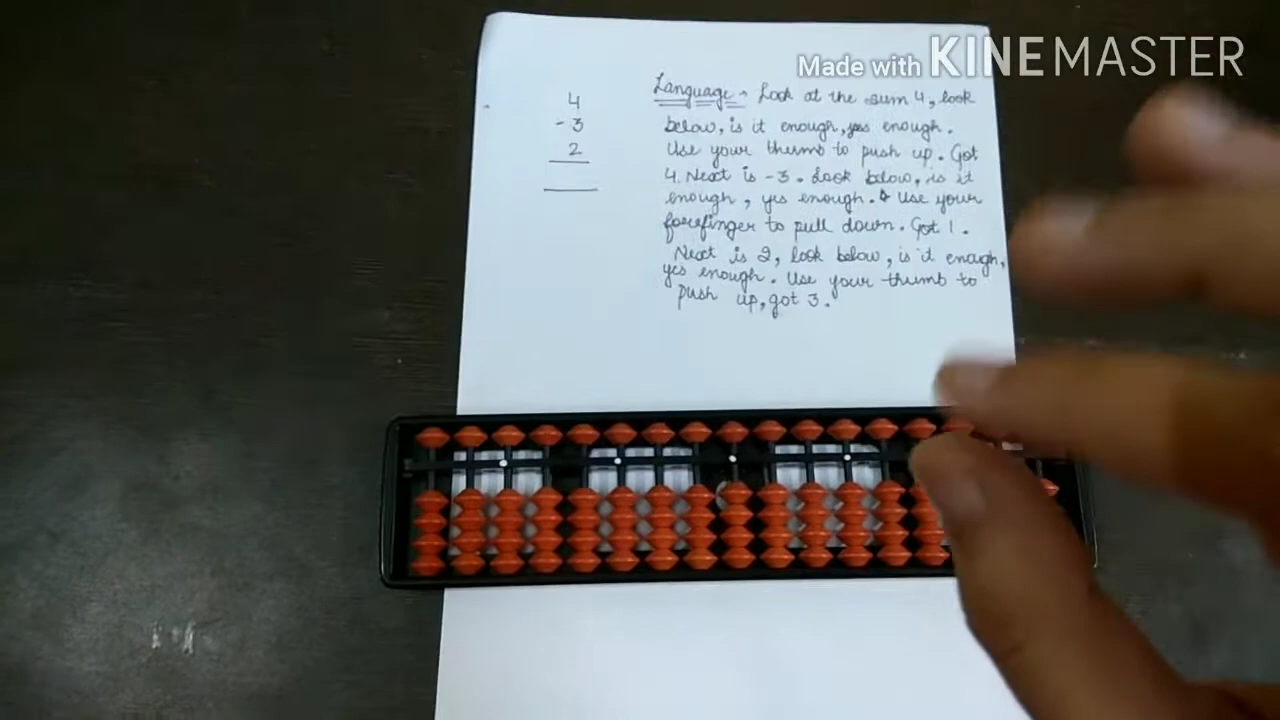 Made with KINEMASTER
4
- 3
2
Language - Look at the sum 4, look
below, is it enough, yes enough.
Use your thumb to push up. Got
4. Next is -3. Look below, is it
enough, yes enough. Use your
forefinger to pull down. Got 1.
Next is 2, look below, is it enough,
yes enough. Use your thumb to
push up, got 3.